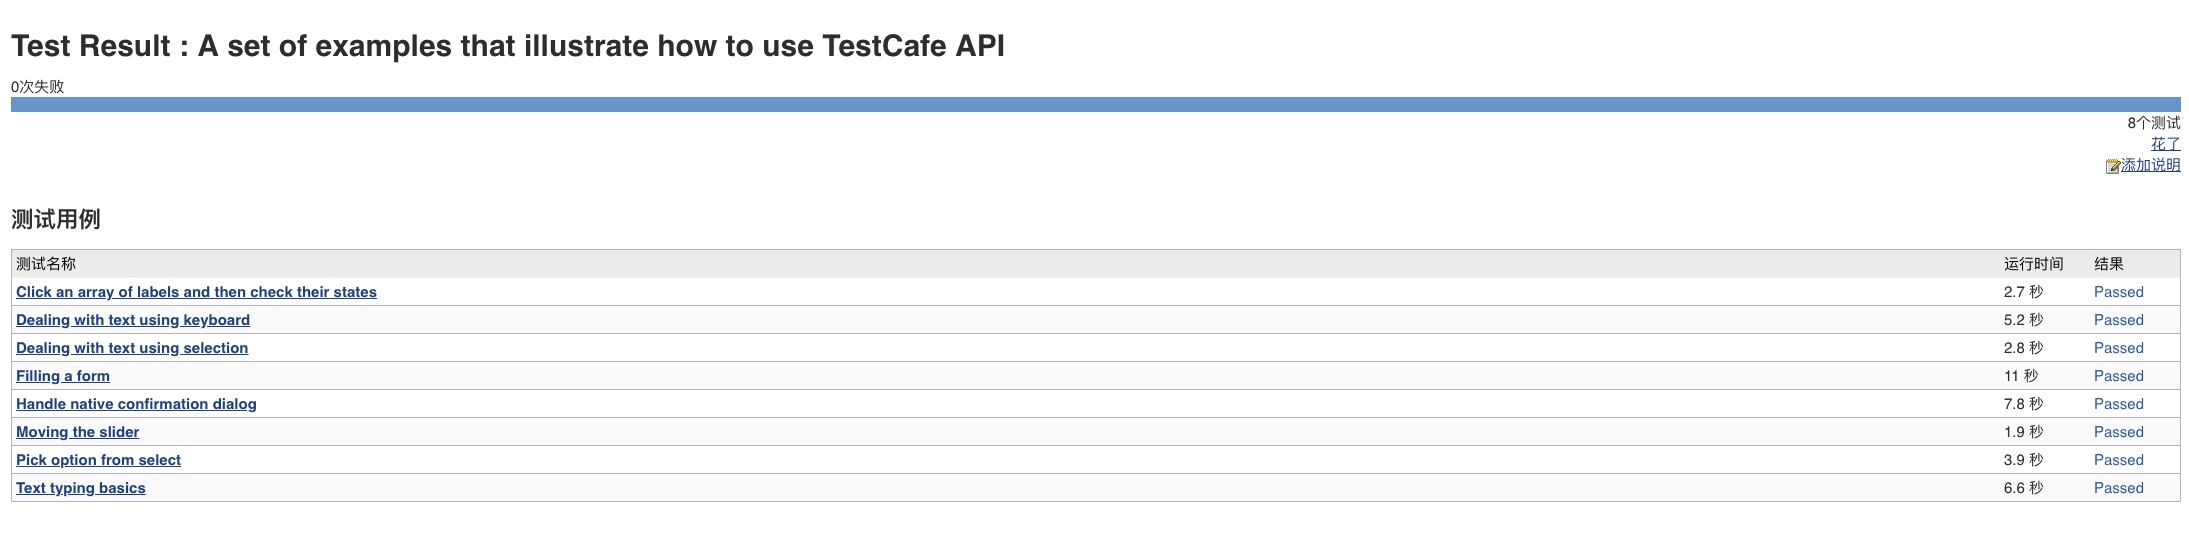 Test Result : A set of examples that illustrate how to use TestCafe API
0次失败
8个测试
花了
添加说明
测试用例
测试名称 运行时间 结果
Click an array of labels and then check their states 2.7 秒 Passed
Dealing with text using keyboard 5.2 秒 Passed
Dealing with text using selection 2.8 秒 Passed
Filling a form 11 秒 Passed
Handle native confirmation dialog 7.8 秒 Passed
Moving the slider 1.9 秒 Passed
Pick option from select 3.9 秒 Passed
Text typing basics 6.6 秒 Passed